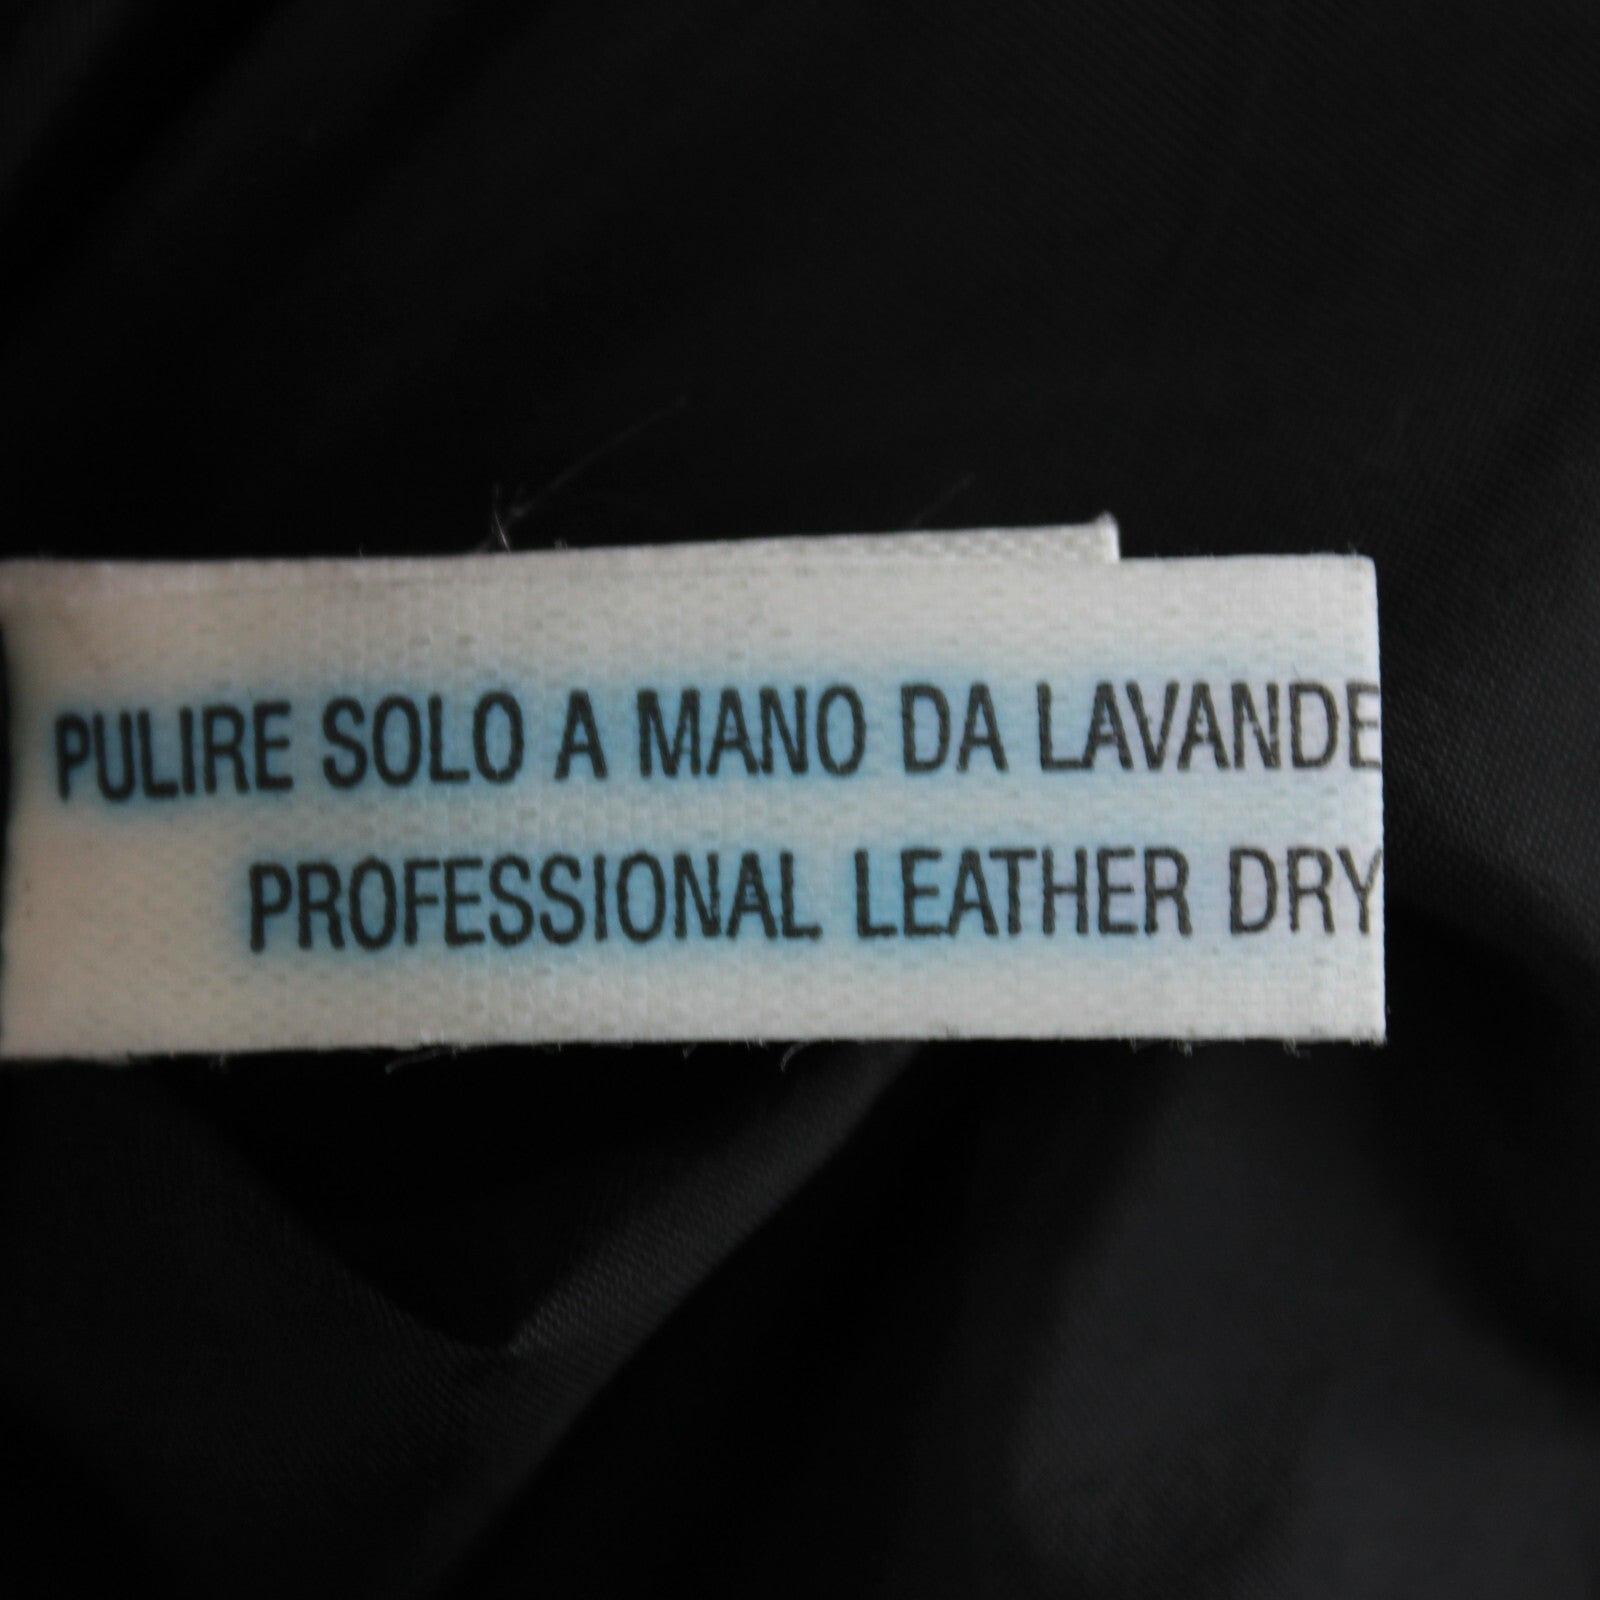 PULIRE SOLO A MANO DA LAVANDE
PROFESSIONAL LEATHER DRY